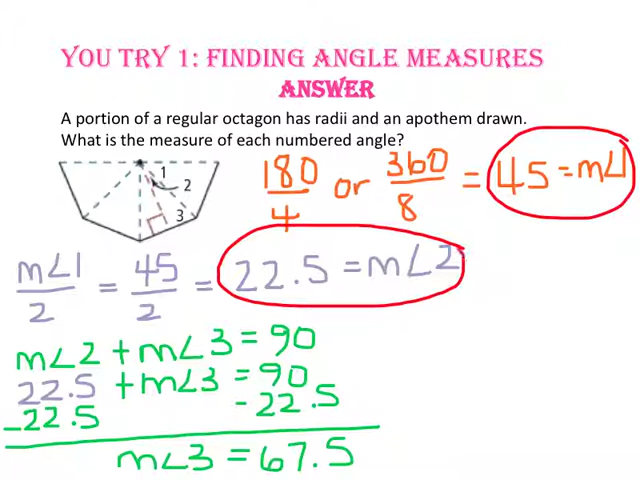 YOU TRY 1: FINDING ANGLE MEASURES
ANSWER
A portion of a regular octagon has radii and an apothem drawn.
What is the measure of each numbered angle?
1
2
3
180/4 or 360/8 = 45 = m∠1
m∠1/2 = 45/2 = 22.5 = m∠2
m∠2 + m∠3 = 90
22.5 + m∠3 = 90
-22.5 -22.5
m∠3 = 67.5